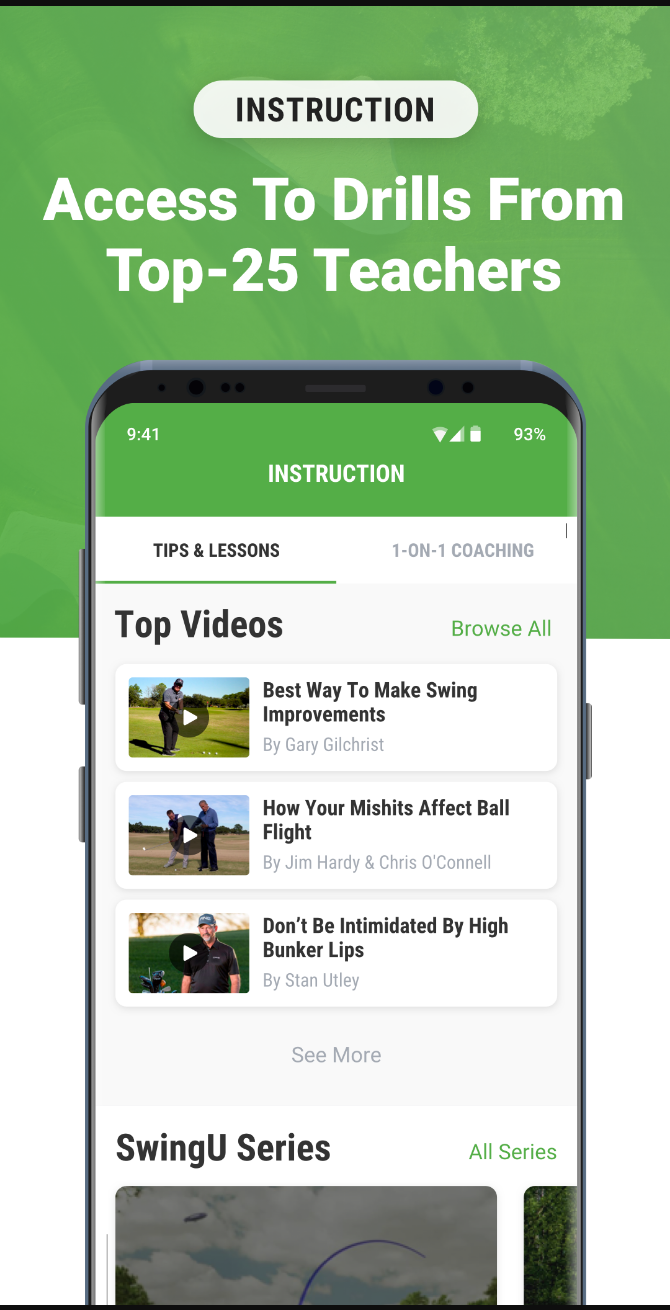 INSTRUCTION
Access To Drills From
Top-25 Teachers
9:41
93%
INSTRUCTION
TIPS & LESSONS
1-ON-1 COACHING
Top Videos
Browse All
Best Way To Make Swing
Improvements
By Gary Gilchrist
How Your Mishits Affect Ball
Flight
By Jim Hardy & Chris O'Connell
Don’t Be Intimidated By High
Bunker Lips
By Stan Utley
See More
SwingU Series
All Series